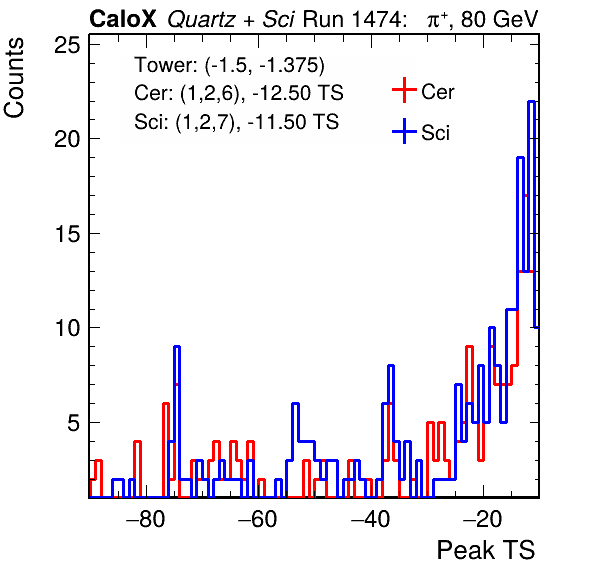 CaloX Quartz + Sci Run 1474: π⁺, 80 GeV
Counts
25
20
15
10
5
Tower: (-1.5, -1.375)
Cer: (1,2,6), -12.50 TS
Sci: (1,2,7), -11.50 TS
Cer
Sci
−80 −60 −40 −20
Peak TS